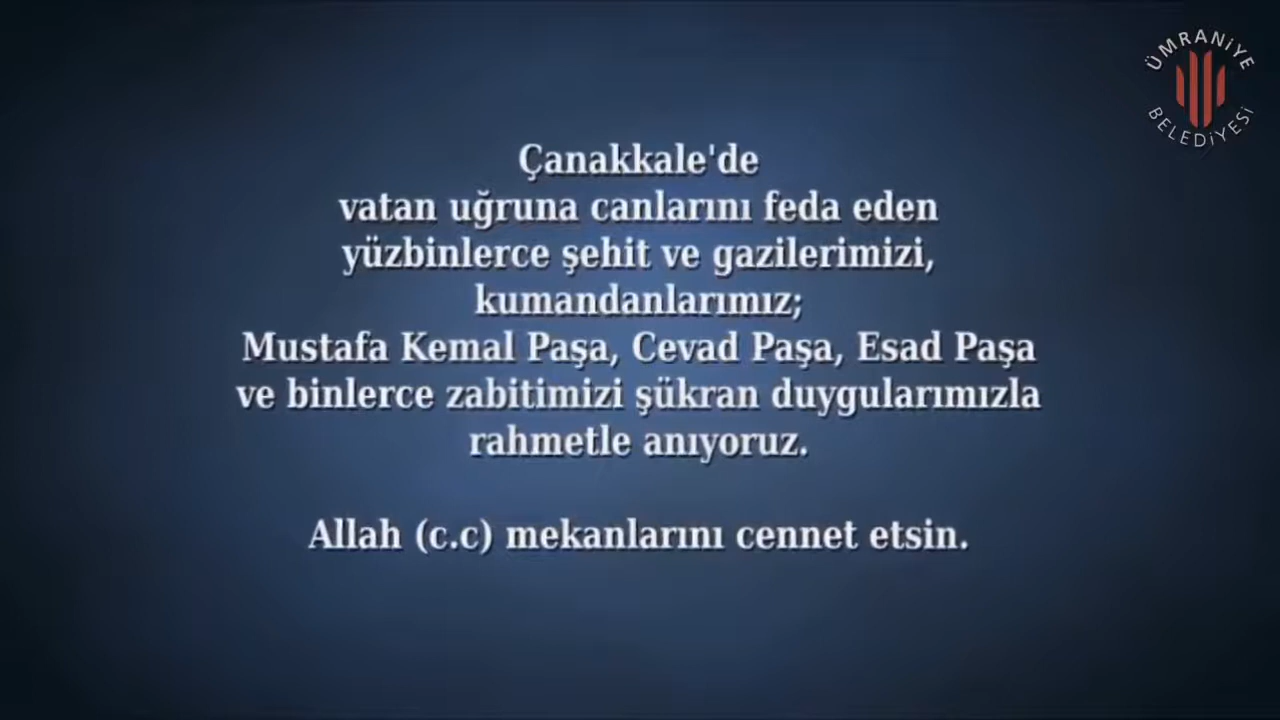 ÜMRANİYE
BELEDİYESİ
Çanakkale'de
vatan uğruna canlarını feda eden
yüzbinlerce şehit ve gazilerimizi,
kumandanlarımız;
Mustafa Kemal Paşa, Cevad Paşa, Esad Paşa
ve binlerce zabitimizi şükran duygularımızla
rahmetle anıyoruz.
Allah (c.c) mekanlarını cennet etsin.